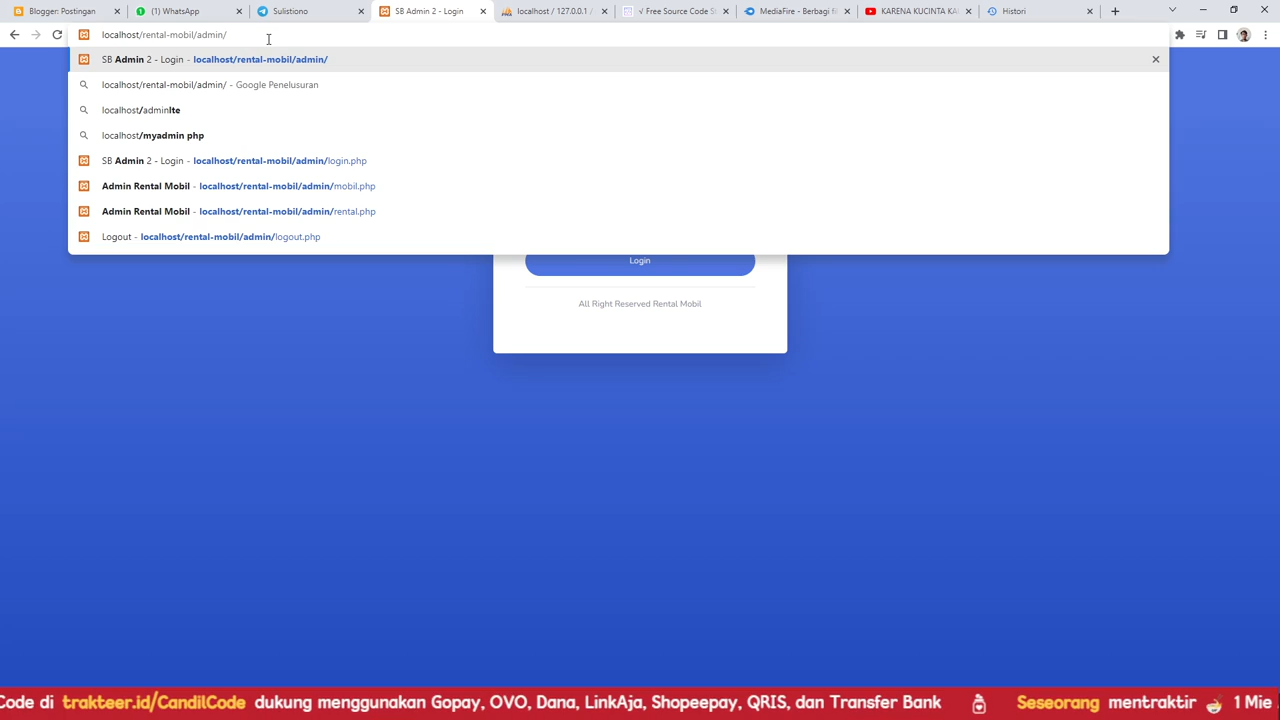 Blogger: Postingan
(1) WhatsApp
Sulistiono
SB Admin 2 - Login
localhost / 127.0.0.1 /
√ Free Source Code S
MediaFire - Berbagi f
KARENA KUCINTA KA
Histori
localhost/rental-mobil/admin/
SB Admin 2 - Login - localhost/rental-mobil/admin/
localhost/rental-mobil/admin/ - Google Penelusuran
localhost/adminlte
localhost/myadmin php
SB Admin 2 - Login - localhost/rental-mobil/admin/login.php
Admin Rental Mobil - localhost/rental-mobil/admin/mobil.php
Admin Rental Mobil - localhost/rental-mobil/admin/rental.php
Logout - localhost/rental-mobil/admin/logout.php
Login
All Right Reserved Rental Mobil
Code di trakteer.id/CandilCode dukung menggunakan Gopay, OVO, Dana, LinkAja, Shopeepay, QRIS, dan Transfer Bank Seseorang mentraktir 1 Mie